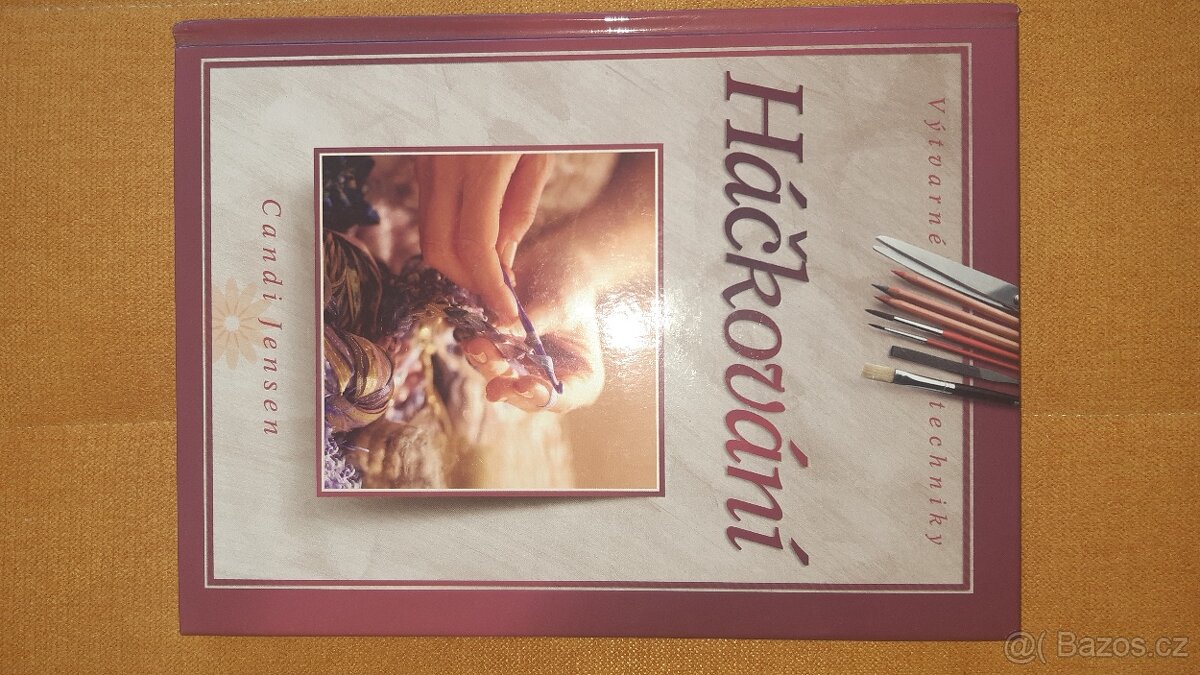 Výtvarné techniky
Háčkování
Candi Jensen
@( Bazos.cz